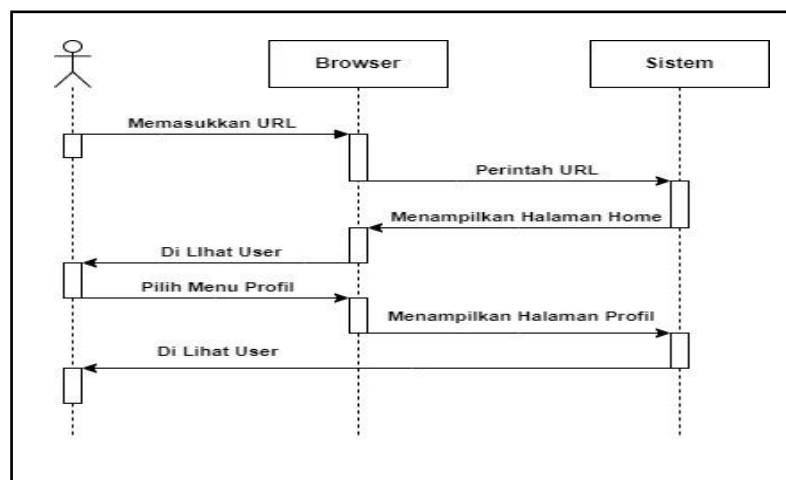 Browser
Sistem
Memasukkan URL
Perintah URL
Menampilkan Halaman Home
Di LIhat User
Pilih Menu Profil
Menampilkan Halaman Profil
Di Lihat User